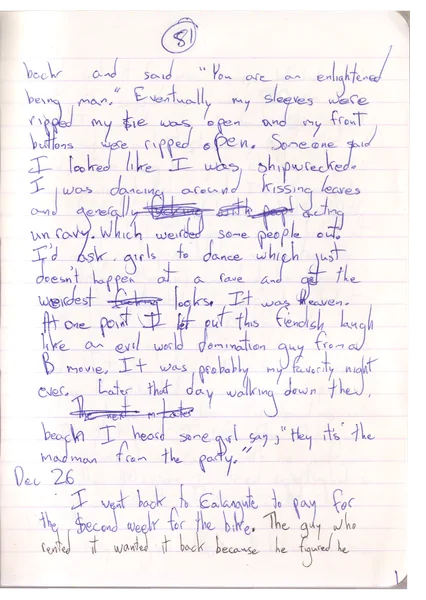 81
back and said "You are an enlightened
being man." Eventually my sleeves were
ripped my tie was open and my front
buttons were ripped open. Someone said
I looked like I was shipwrecked.
I was dancing around kissing leaves
and generally acting
unravy. Which weirded some people out.
I'd ask girls to dance which just
doesn't happen at a rave and get the
weirdest looks. It was Heaven.
At one point I let out this fiendish laugh
like an evil world domination guy from a
B movie. It was probably my favority night
ever. Later that day walking down the
beach I heard some girl say, "Hey it's the
madman from the party."
Dec 26
I went back to Calangute to pay for
the second week for the bike. The guy who
rented it wanted it back because he figured he